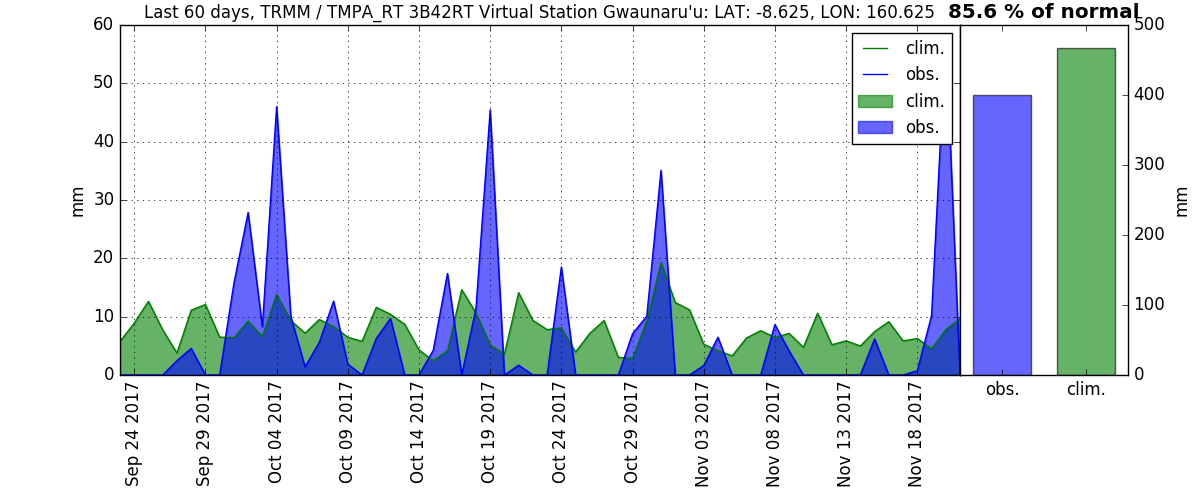 Last 60 days, TRMM / TMPA_RT 3B42RT Virtual Station Gwaunaru'u: LAT: -8.625, LON: 160.625
85.6 % of normal
60
50
40
30
20
10
0
mm
clim.
obs.
clim.
obs.
Sep 24 2017
Sep 29 2017
Oct 04 2017
Oct 09 2017
Oct 14 2017
Oct 19 2017
Oct 24 2017
Oct 29 2017
Nov 03 2017
Nov 08 2017
Nov 13 2017
Nov 18 2017
500
400
300
200
100
0
mm
obs.
clim.